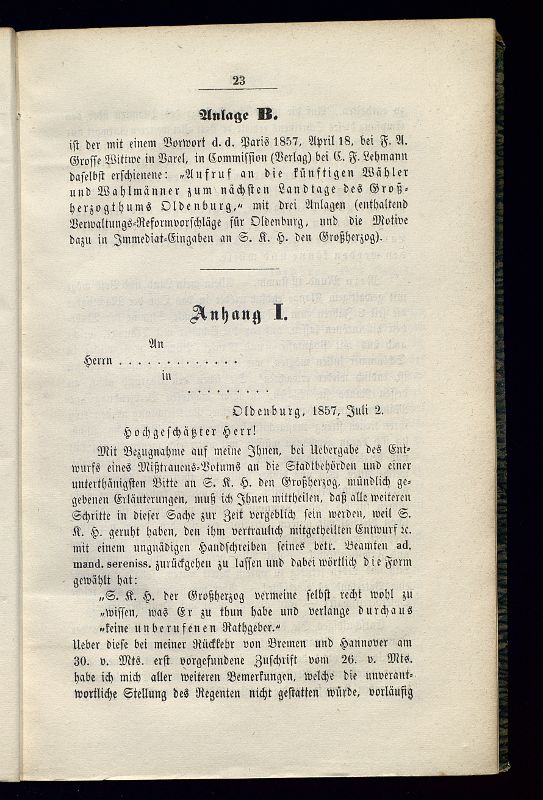 23
Anlage B.
ist der mit einem Vorwort d. d. Paris 1857, April 18, bei F. A.
Grosse Wittwe in Varel, in Commission (Verlag) bei C. F. Lehmann
daselbst erschienene: „Aufruf an die künftigen Wähler
und Wahlmänner zum nächsten Landtage des Groß-
herzogthums Oldenburg,“ mit drei Anlagen (enthaltend
Verwaltungs-Reformvorschläge für Oldenburg, und die Motive
dazu in Immediat-Eingaben an S. K. H. den Großherzog).
Anhang I.
An
Herrn . . . . . . . . . . . . .
in
. . . . . . . . .
Oldenburg, 1857, Juli 2.
Hochgeschätzter Herr!
Mit Bezugnahme auf meine Ihnen, bei Uebergabe des Ent-
wurfs eines Mißtrauens-Votums an die Stadtbehörden und einer
unterthänigsten Bitte an S. K. H. den Großherzog, mündlich ge-
gebenen Erläuterungen, muß ich Ihnen mittheilen, daß alle weiteren
Schritte in dieser Sache zur Zeit vergeblich sein werden, weil S.
K. H. geruht haben, den ihm vertraulich mitgetheilten Entwurf ꝛc.
mit einem ungnädigen Handschreiben seines betr. Beamten ad.
mand. sereniss. zurückgehen zu lassen und dabei wörtlich die Form
gewählt hat:
„S. K. H. der Großherzog vermeine selbst recht wohl zu
„wissen, was Er zu thun habe und verlange durchaus
„keine unberufenen Rathgeber.“
Ueber diese bei meiner Rückkehr von Bremen und Hannover am
30. v. Mts. erst vorgefundene Zuschrift vom 26. v. Mts.
habe ich mich aller weiteren Bemerkungen, welche die unverant-
wortliche Stellung des Regenten nicht gestatten würde, vorläufig